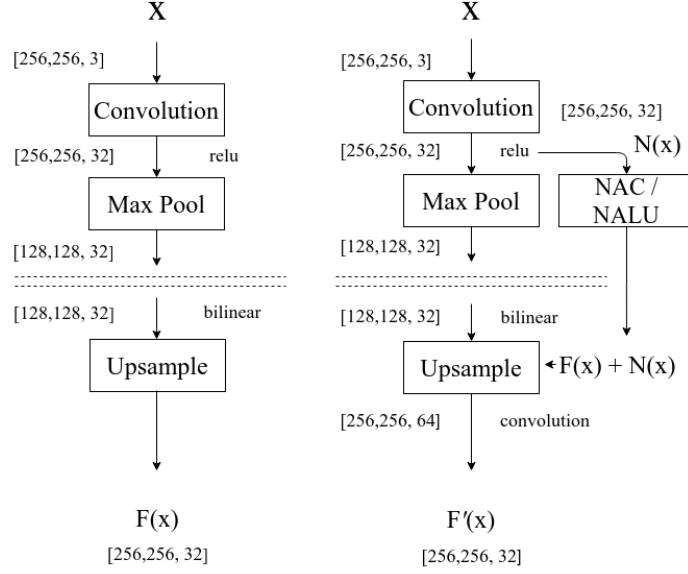 X
[256,256, 3]
Convolution
[256,256, 32]
relu
Max Pool
[128,128, 32]
[128,128, 32]
bilinear
Upsample
F(x)
[256,256, 32]
X
[256,256, 3]
Convolution
[256,256, 32]
[256,256, 32]
relu
N(x)
Max Pool
NAC /
NALU
[128,128, 32]
[128,128, 32]
bilinear
Upsample
F(x) + N(x)
[256,256, 64]
convolution
F'(x)
[256,256, 32]